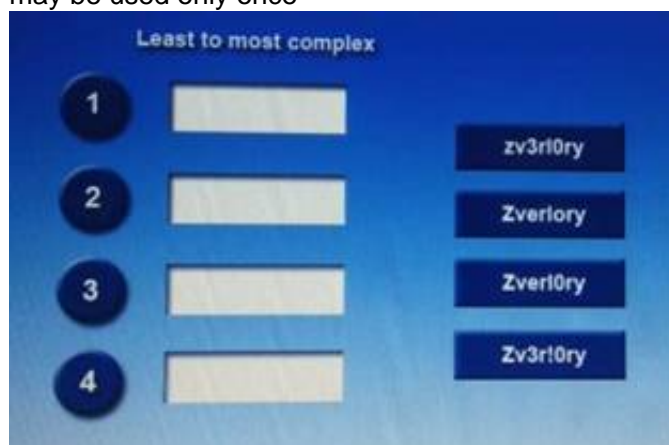 may be used only once
Least to most complex
1
2
3
4
zv3rl0ry
Zverlory
Zverl0ry
Zv3r!0ry